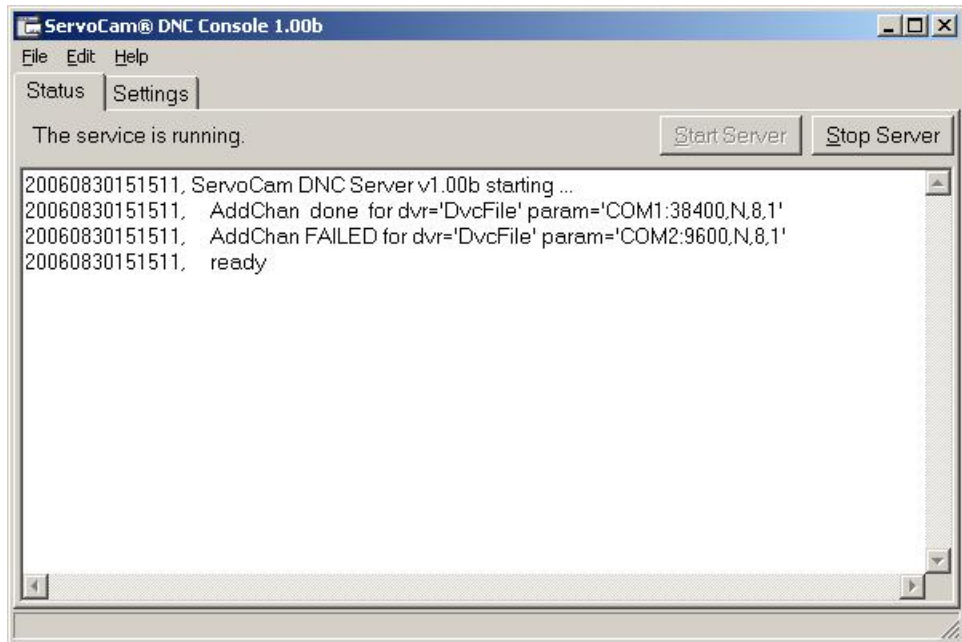 ServoCam® DNC Console 1.00b
File Edit Help
Status Settings
The service is running. Start Server Stop Server
20060830151511, ServoCam DNC Server v1.00b starting ...
20060830151511, AddChan done for dvr='DvcFile' param='COM1:38400,N,8,1'
20060830151511, AddChan FAILED for dvr='DvcFile' param='COM2:9600,N,8,1'
20060830151511, ready